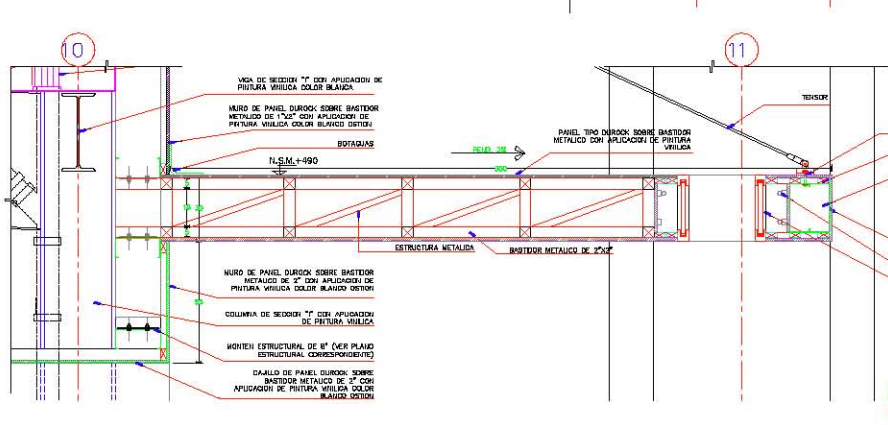 10
11
VIGA DE SECCION "I" CON APLICACION DE
PINTURA VINILICA COLOR BLANCA
MURO DE PANEL DUROCK SOBRE BASTIDOR
METALICO DE 1"X2" CON APLICACION DE
PINTURA VINILICA COLOR BLANCO OSTION
BOTAGUAS
N.S.M.+490
PEND. 2%
300
PANEL TIPO DUROCK SOBRE BASTIDOR
METALICO CON APLICACION DE PINTURA
VINILICA
TENSOR
ESTRUCTURA METALICA
BASTIDOR METALICO DE 2"X2"
MURO DE PANEL DUROCK SOBRE BASTIDOR
METALICO DE 2" CON APLICACION DE
PINTURA VINILICA COLOR BLANCO OSTION
COLUMNA DE SECCION "I" CON APLICACION
DE PINTURA VINILICA
MONTEN ESTRUCTURAL DE 8" (VER PLANO
ESTRUCTURAL CORRESPONDIENTE)
CAJILLO DE PANEL DUROCK SOBRE
BASTIDOR METALICO DE 2" CON
APLICACION DE PINTURA VINILICA COLOR
BLANCO OSTION